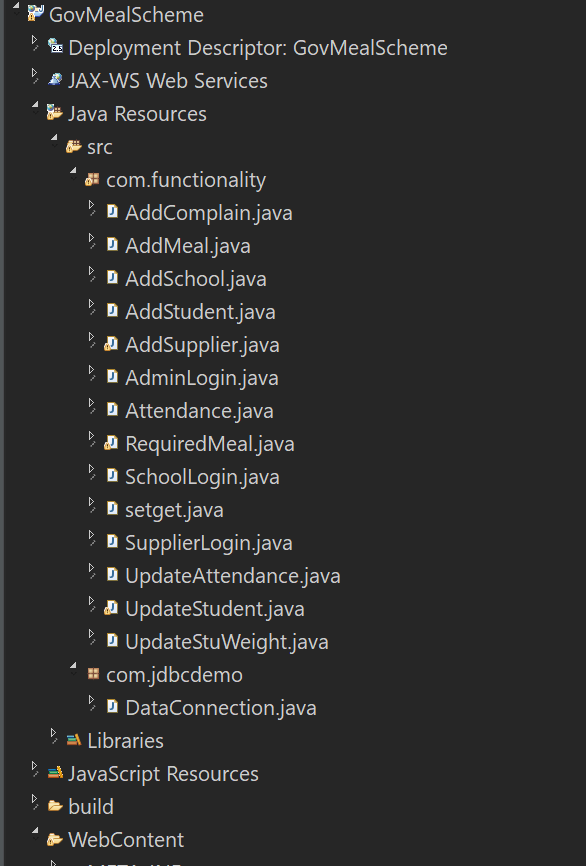 GovMealScheme
Deployment Descriptor: GovMealScheme
JAX-WS Web Services
Java Resources
src
com.functionality
AddComplain.java
AddMeal.java
AddSchool.java
AddStudent.java
AddSupplier.java
AdminLogin.java
Attendance.java
RequiredMeal.java
SchoolLogin.java
setget.java
SupplierLogin.java
UpdateAttendance.java
UpdateStudent.java
UpdateStuWeight.java
com.jdbcdemo
DataConnection.java
Libraries
JavaScript Resources
build
WebContent